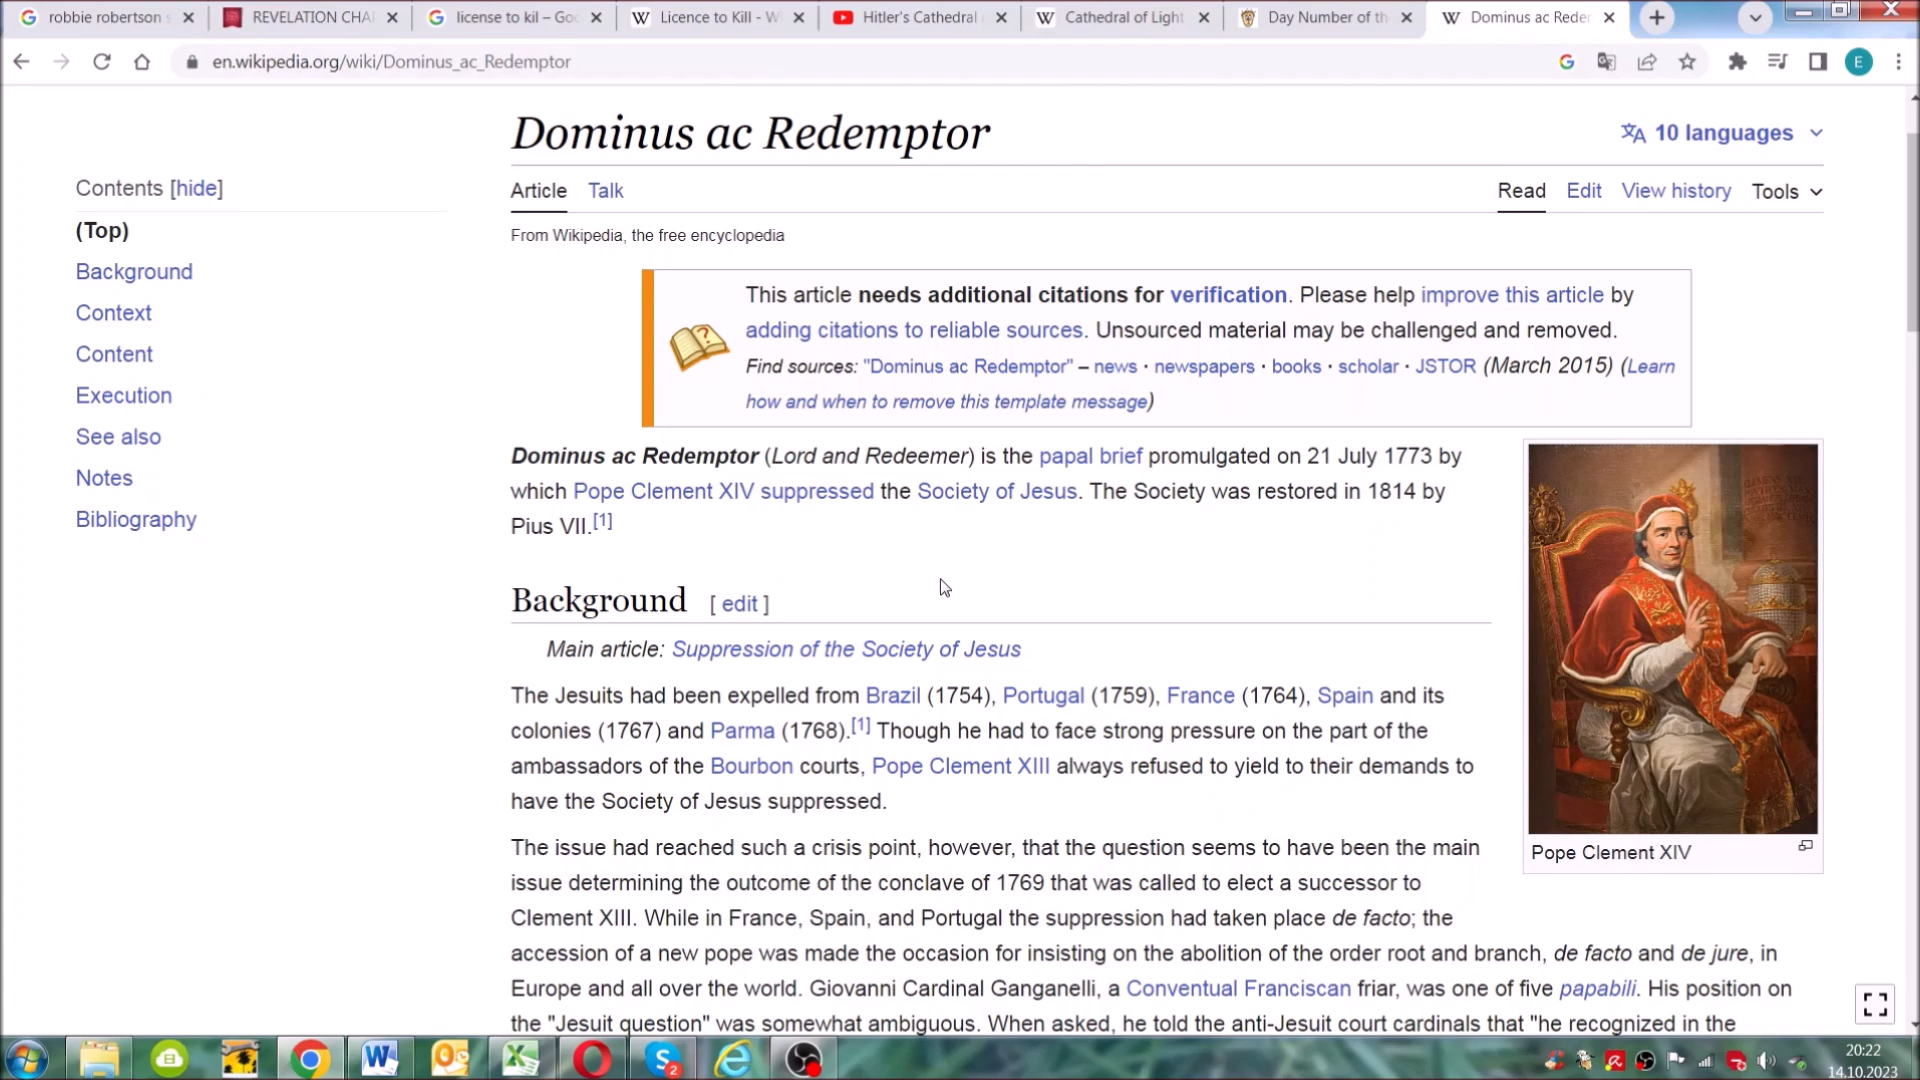 robbie robertson s
REVELATION CHA
license to kil – Goo
Licence to Kill - W
Hitler's Cathedral
Cathedral of Light
Day Number of th
Dominus ac Reder
en.wikipedia.org/wiki/Dominus_ac_Redemptor
E
Dominus ac Redemptor
10 languages
Contents [hide]
(Top)
Background
Context
Content
Execution
See also
Notes
Bibliography
Article Talk
Read Edit View history Tools
From Wikipedia, the free encyclopedia
This article needs additional citations for verification. Please help improve this article by
adding citations to reliable sources. Unsourced material may be challenged and removed.
Find sources: "Dominus ac Redemptor" – news · newspapers · books · scholar · JSTOR (March 2015) (Learn
how and when to remove this template message)
Dominus ac Redemptor (Lord and Redeemer) is the papal brief promulgated on 21 July 1773 by
which Pope Clement XIV suppressed the Society of Jesus. The Society was restored in 1814 by
Pius VII.[1]
Pope Clement XIV
Background [ edit ]
Main article: Suppression of the Society of Jesus
The Jesuits had been expelled from Brazil (1754), Portugal (1759), France (1764), Spain and its
colonies (1767) and Parma (1768).[1] Though he had to face strong pressure on the part of the
ambassadors of the Bourbon courts, Pope Clement XIII always refused to yield to their demands to
have the Society of Jesus suppressed.
The issue had reached such a crisis point, however, that the question seems to have been the main
issue determining the outcome of the conclave of 1769 that was called to elect a successor to
Clement XIII. While in France, Spain, and Portugal the suppression had taken place de facto; the
accession of a new pope was made the occasion for insisting on the abolition of the order root and branch, de facto and de jure, in
Europe and all over the world. Giovanni Cardinal Ganganelli, a Conventual Franciscan friar, was one of five papabili. His position on
the "Jesuit question" was somewhat ambiguous. When asked, he told the anti-Jesuit court cardinals that "he recognized in the
2
20:22
14.10.2023